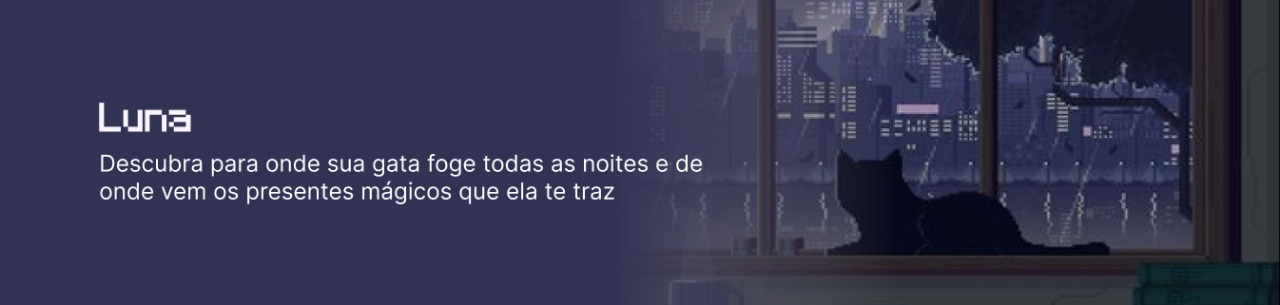 Luna
Descubra para onde sua gata foge todas as noites e de
onde vem os presentes mágicos que ela te traz